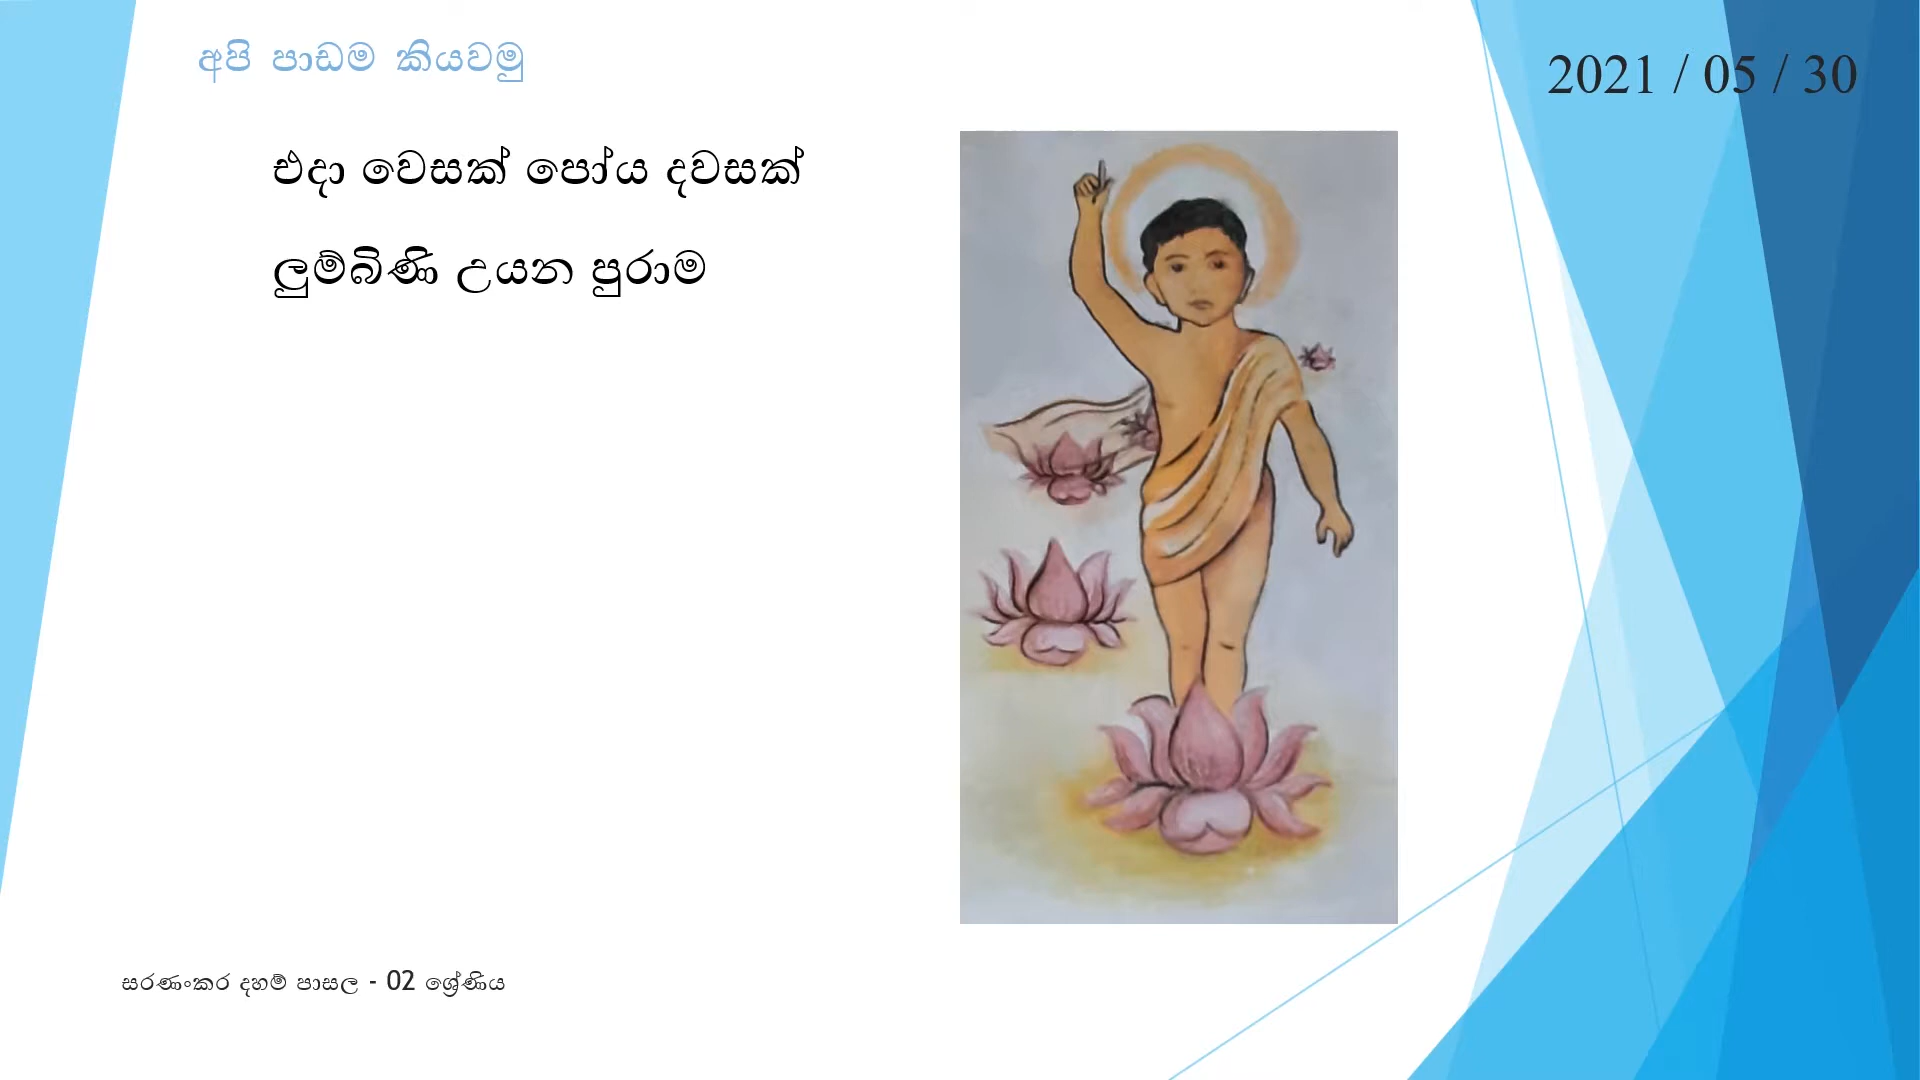 අපි පාඩම කියවමු
2021 / 05 / 30
එදා වෙසක් පෝය දවසක්
ලුම්බිණි උයන පුරාම
සරණංකර දහම් පාසල - 02 ශ්‍රේණිය